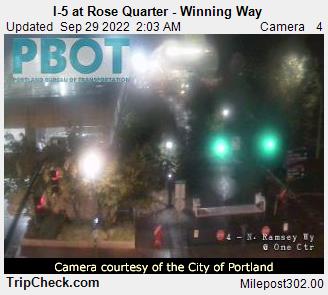 I-5 at Rose Quarter - Winning Way
Updated Sep 29 2022 2:03 AM Camera 4
PBOT
PORTLAND BUREAU OF TRANSPORTATION
4 - N. Ramsey Wy
@ One Ctr
Camera courtesy of the City of Portland
TripCheck.com Milepost302.00